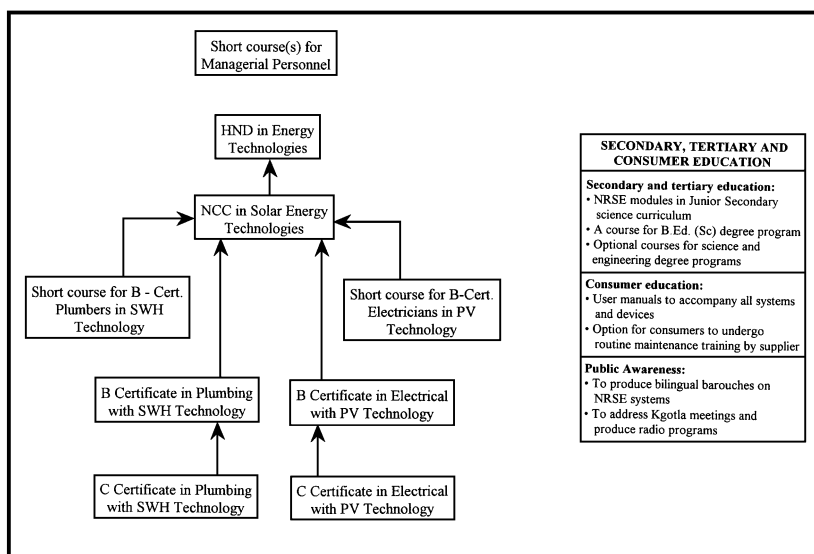 Short course(s) for
Managerial Personnel
HND in Energy
Technologies
NCC in Solar Energy
Technologies
Short course for B - Cert.
Plumbers in SWH
Technology
Short course for B-Cert.
Electricians in PV
Technology
B Certificate in Plumbing
with SWH Technology
B Certificate in Electrical
with PV Technology
C Certificate in Plumbing
with SWH Technology
C Certificate in Electrical
with PV Technology
SECONDARY, TERTIARY AND
CONSUMER EDUCATION
Secondary and tertiary education:
• NRSE modules in Junior Secondary
science curriculum
• A course for B.Ed. (Sc) degree program
• Optional courses for science and
engineering degree programs
Consumer education:
• User manuals to accompany all systems
and devices
• Option for consumers to undergo
routine maintenance training by supplier
Public Awareness:
• To produce bilingual barouches on
NRSE systems
• To address Kgotla meetings and
produce radio programs